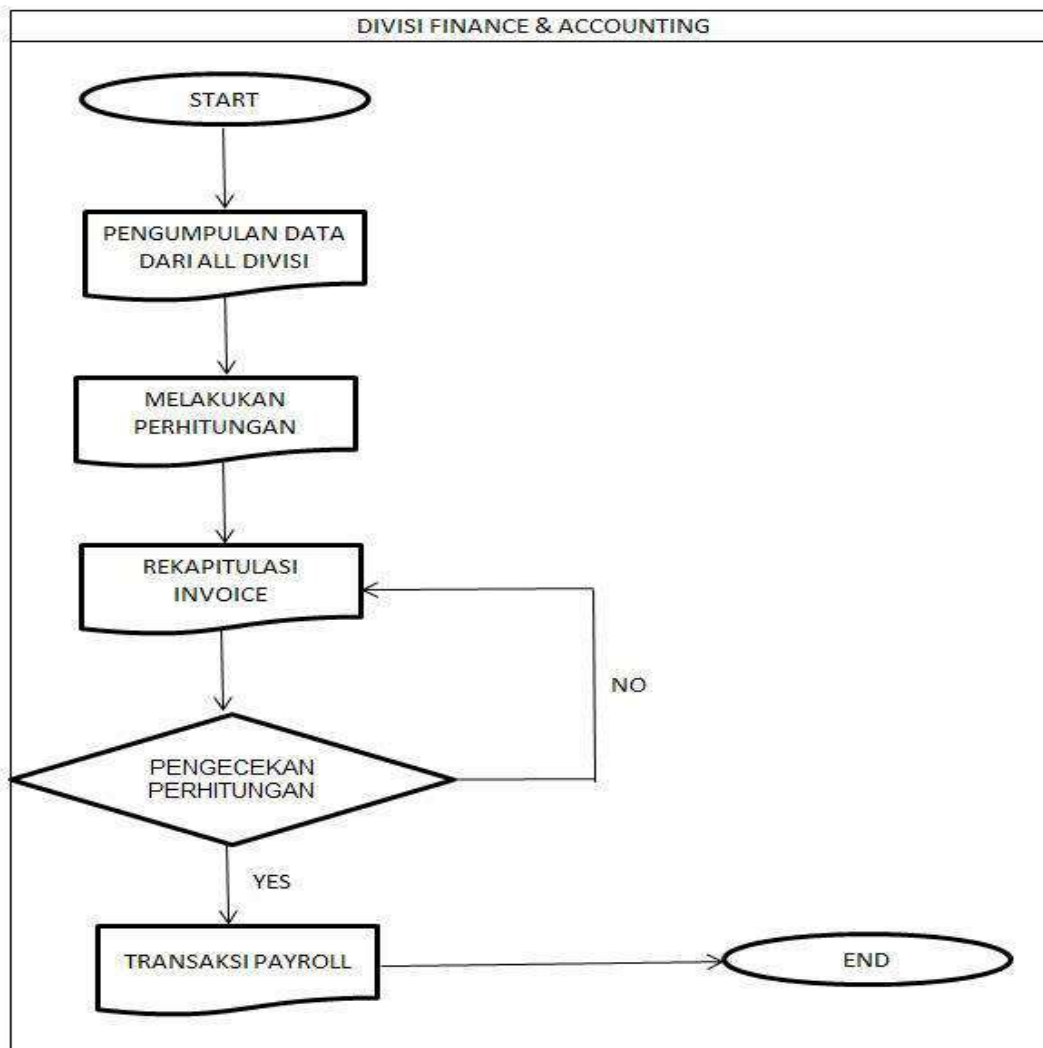 DIVISI FINANCE & ACCOUNTING
START
PENGUMPULAN DATA
DARI ALL DIVISI
MELAKUKAN
PERHITUNGAN
REKAPITULASI
INVOICE
NO
PENGECEKAN
PERHITUNGAN
YES
TRANSAKSI PAYROLL
END